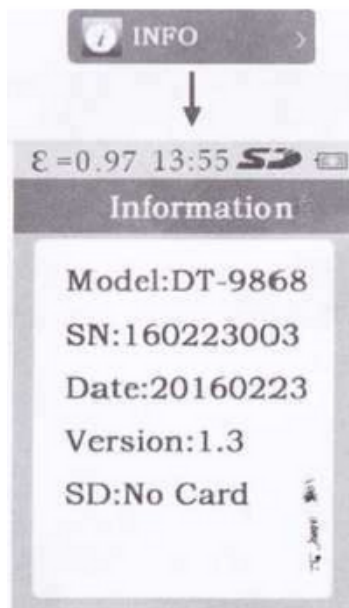 INFO
ε=0.97 13:55 SD
Information
Model:DT-9868
SN:160223003
Date:20160223
Version:1.3
SD:No Card